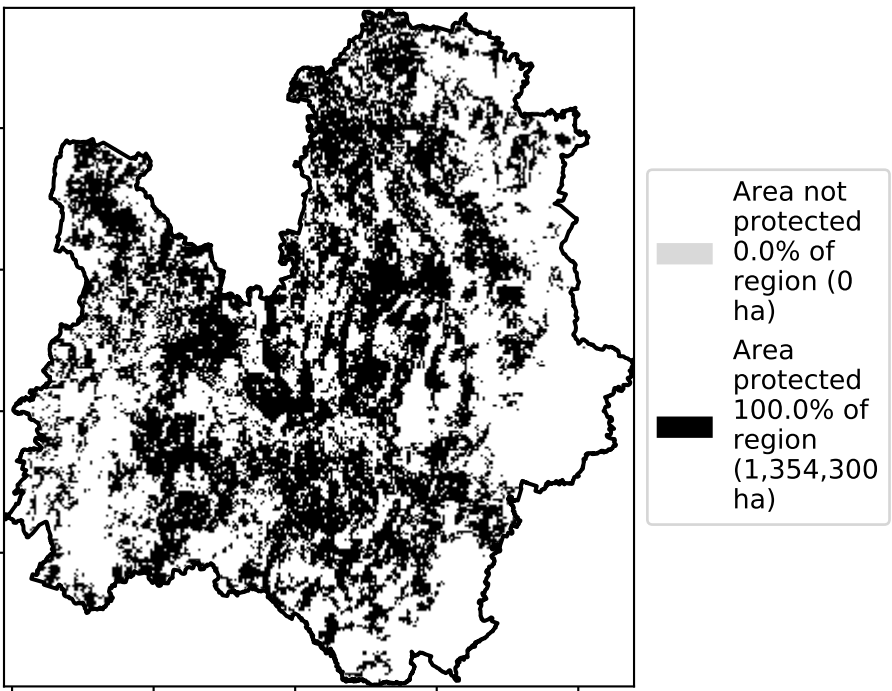 Area not
protected
0.0% of
region (0
ha)
Area
protected
100.0% of
region
(1,354,300
ha)